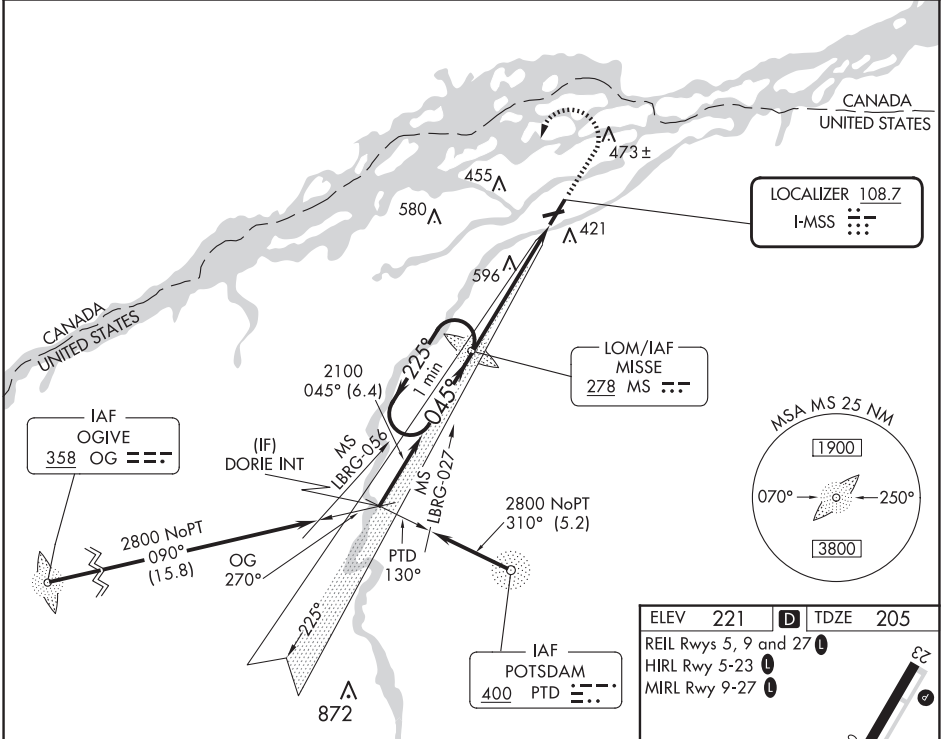 CANADA
UNITED STATES
473 ±
455
580
LOCALIZER 108.7
I-MSS
421
596
CANADA
UNITED STATES
225°
1 min
045°
2100
045° (6.4)
LOM/IAF
MISSE
278 MS
IAF
OGIVE
358 OG
(IF)
DORIE INT
MS
LBRG-056
MS
LBRG-027
MSA MS 25 NM
1900
070°
250°
3800
2800 NoPT
090°
(15.8)
OG
270°
PTD
130°
2800 NoPT
310° (5.2)
225°
IAF
POTSDAM
400 PTD
872
ELEV 221 D TDZE 205
REIL Rwys 5, 9 and 27 L
HIRL Rwy 5-23 L
MIRL Rwy 9-27 L
23
P